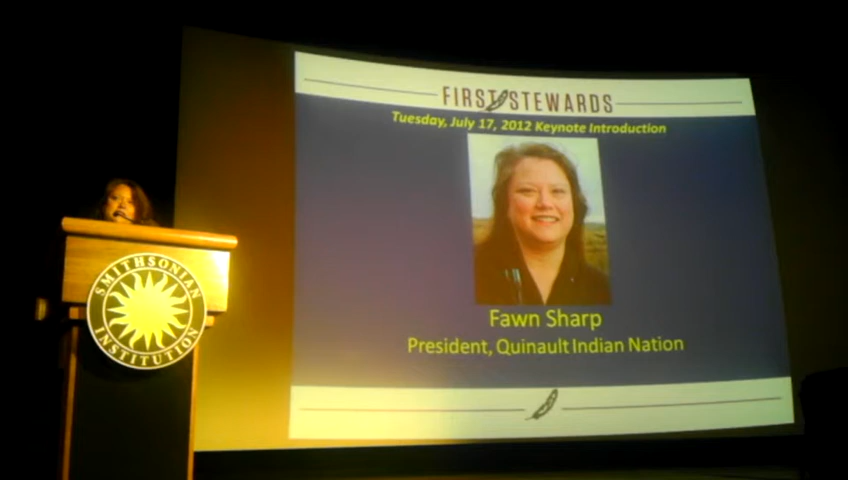 FIRST STEWARDS
Tuesday, July 17, 2012 Keynote Introduction
Fawn Sharp
President, Quinault Indian Nation
SMITHSONIAN
INSTITUTION